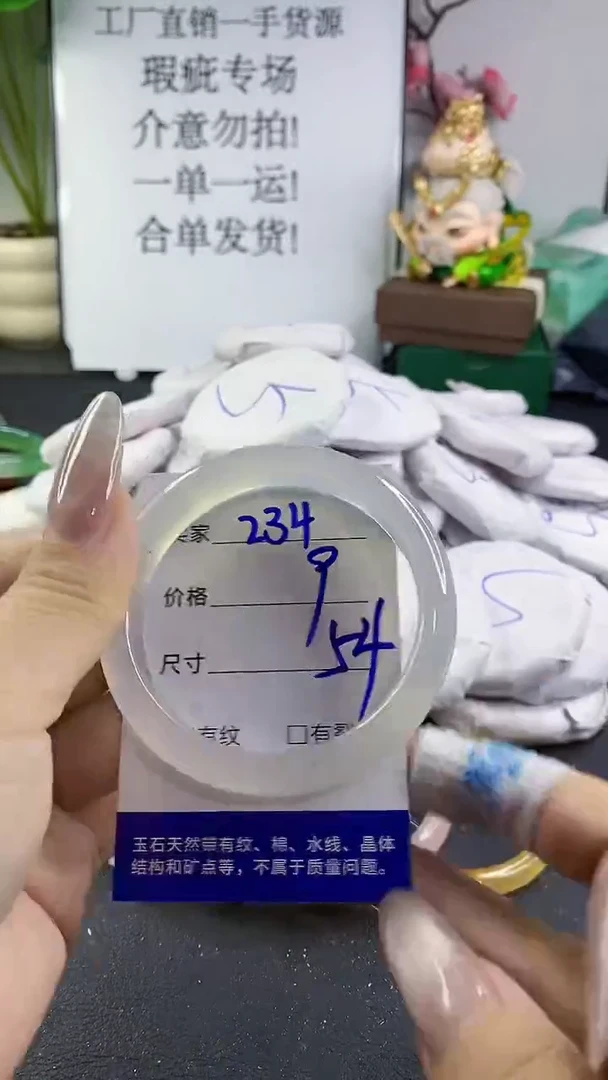 工厂直销一手货源
瑕疵专场
介意勿拍!
一单一运!
合单发货!
家 234
价格 9
尺寸 54
有纹 □有裂
玉石天然带有纹、棉、水线、晶体
结构和矿点等，不属于质量问题。